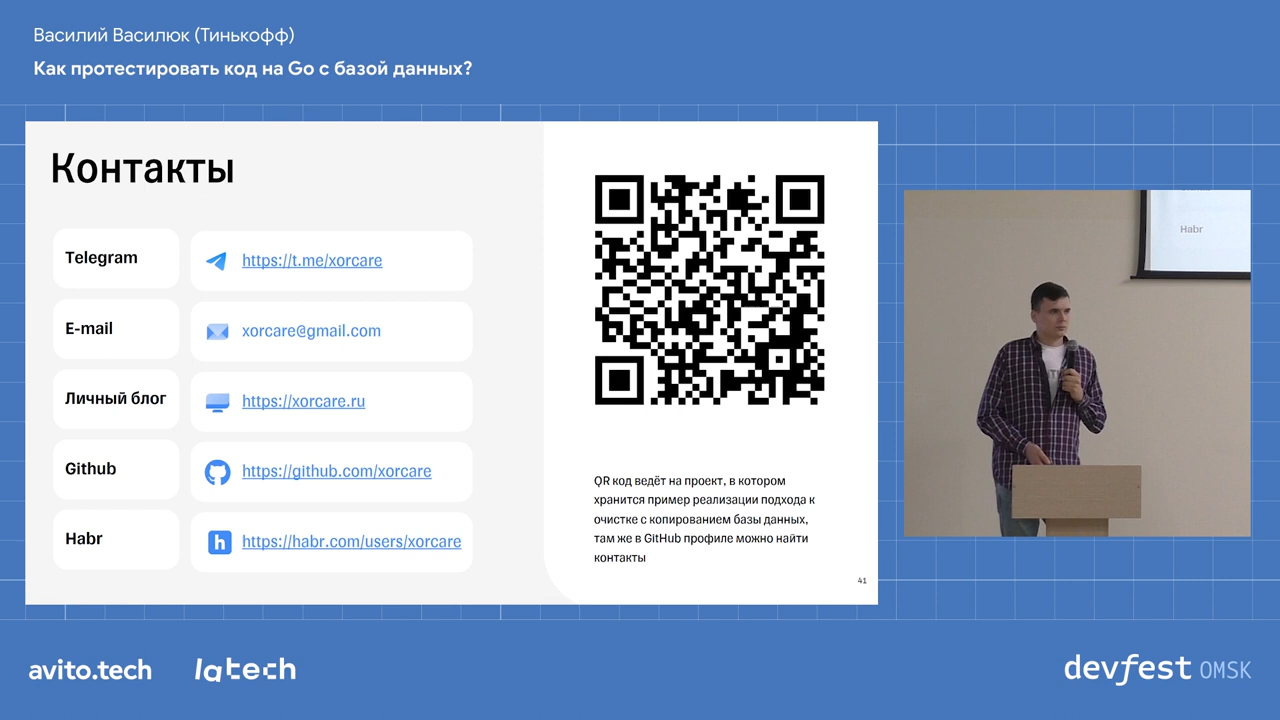 Василий Василюк (Тинькофф)
Как протестировать код на Go с базой данных?
Контакты
Telegram
https://t.me/xorcare
E-mail
xorcare@gmail.com
Личный блог
https://xorcare.ru
Github
https://github.com/xorcare
Habr
h https://habr.com/users/xorcare
QR код ведёт на проект, в котором
хранится пример реализации подхода к
очистке с копированием базы данных,
там же в GitHub профиле можно найти
контакты
41
Habr
avito.tech
latech
devfest OMSK